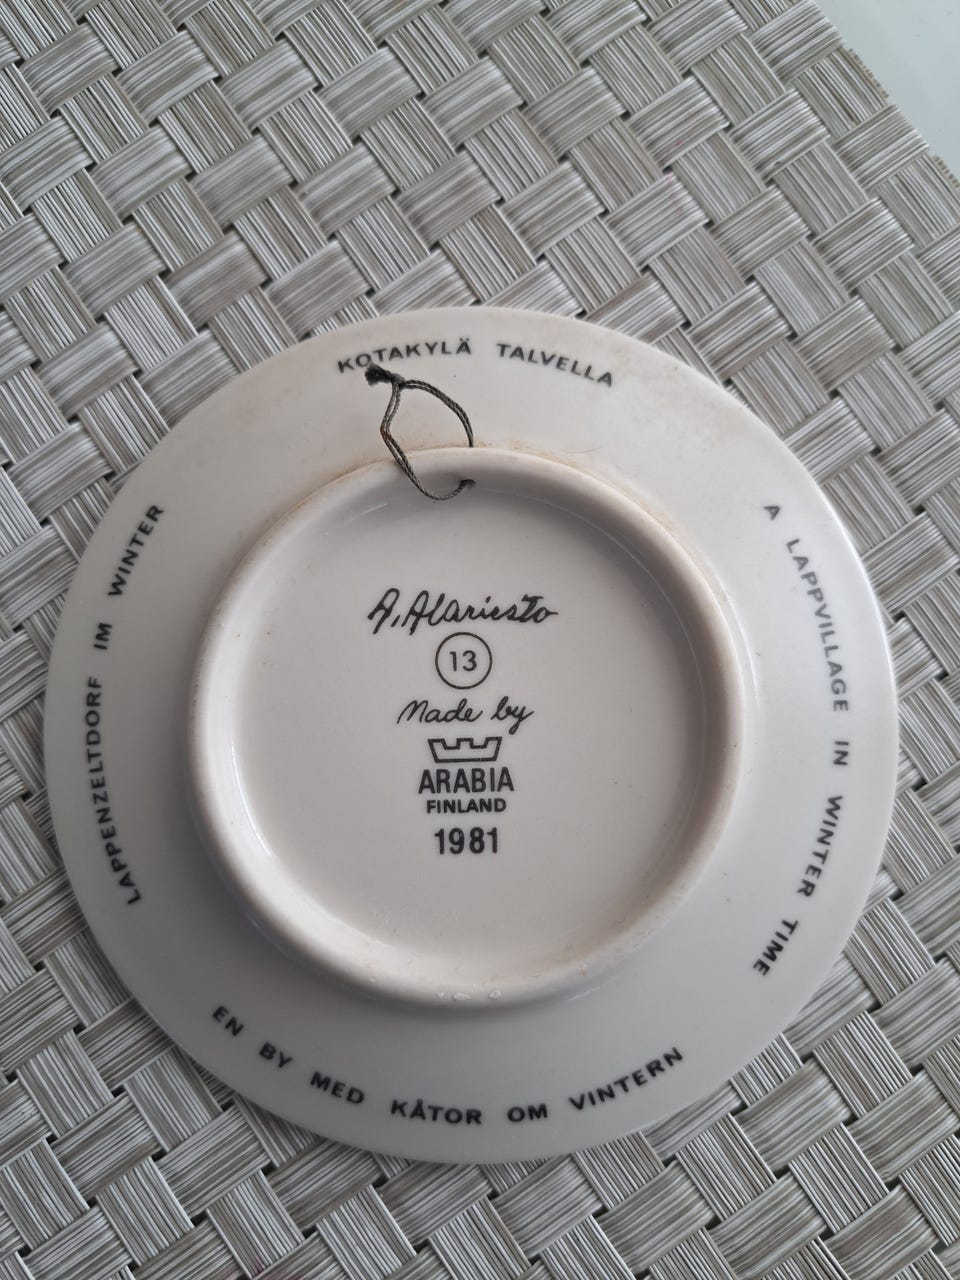 KOTAKYLÄ TALVELLA
A LAPPVILLAGE IN WINTER TIME
EN BY MED KÅTOR OM VINTERN
LAPPENZELTDORF IM WINTER
A. Alariesto
13
Made by
ARABIA
FINLAND
1981